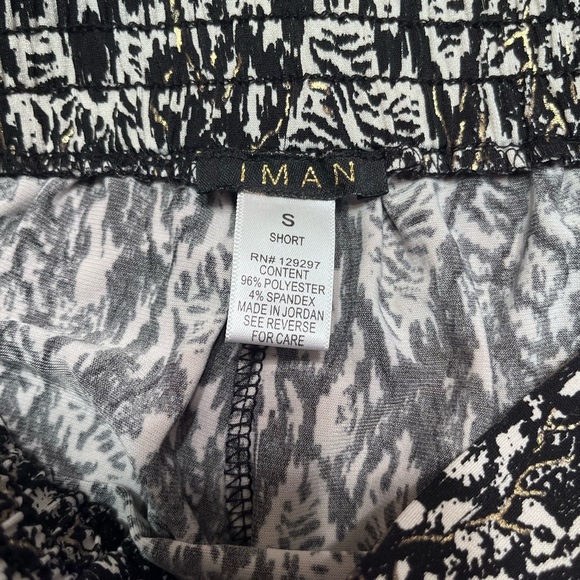 IMAN
S
SHORT
RN# 129297
CONTENT
96% POLYESTER
4% SPANDEX
MADE IN JORDAN
SEE REVERSE
FOR CARE